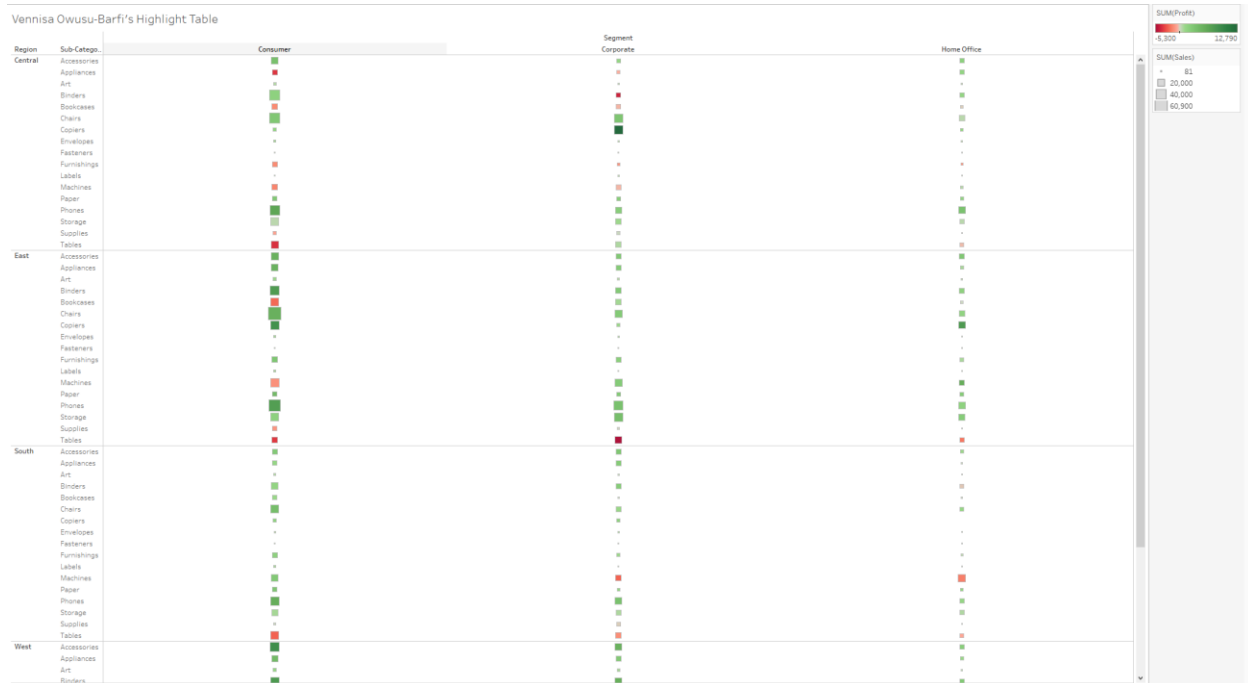 Vennisa Owusu-Barfi's Highlight Table
Segment
Region Sub-Catego.. Consumer Corporate Home Office
Central Accessories
Appliances
Art
Binders
Bookcases
Chairs
Copiers
Envelopes
Fasteners
Furnishings
Labels
Machines
Paper
Phones
Storage
Supplies
Tables
East Accessories
Appliances
Art
Binders
Bookcases
Chairs
Copiers
Envelopes
Fasteners
Furnishings
Labels
Machines
Paper
Phones
Storage
Supplies
Tables
South Accessories
Appliances
Art
Binders
Bookcases
Chairs
Copiers
Envelopes
Fasteners
Furnishings
Labels
Machines
Paper
Phones
Storage
Supplies
Tables
West Accessories
Appliances
Art
Binders
SUM(Profit)
-5,300 12,790
SUM(Sales)
81
20,000
40,000
60,900